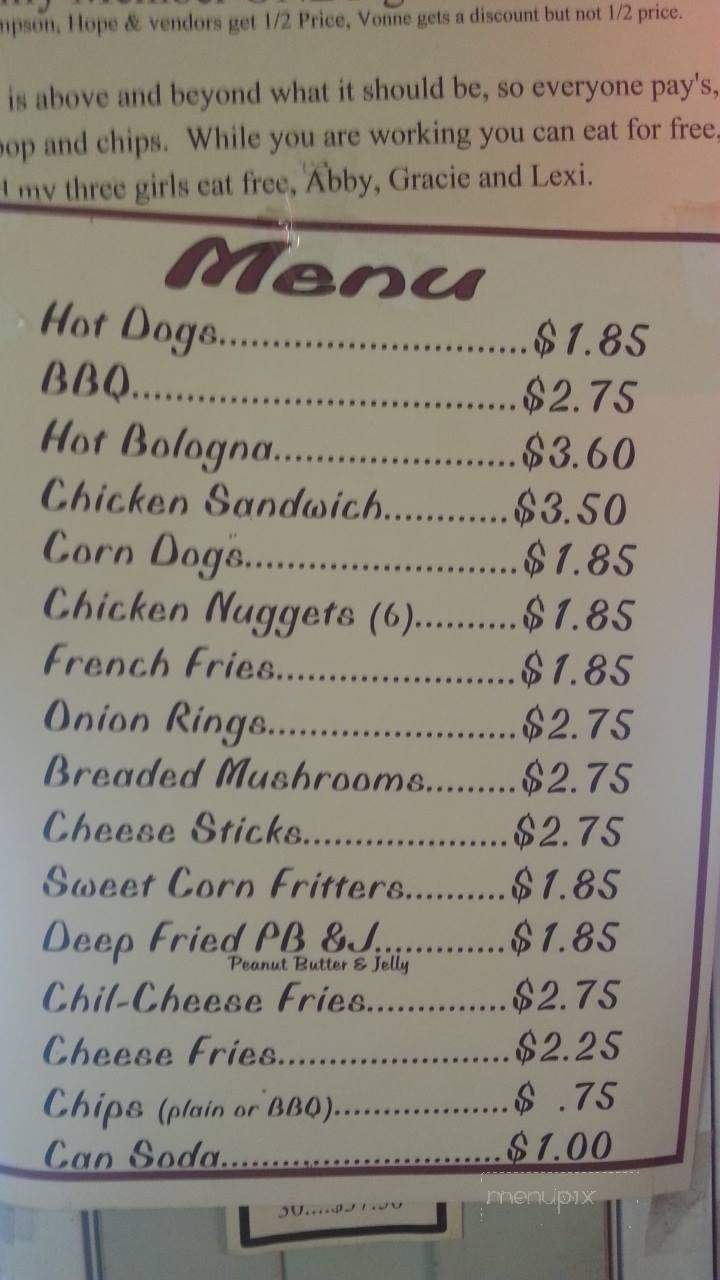 Hope & vendors get 1/2 Price, Vonne gets a discount but not 1/2 price.
is above and beyond what it should be, so everyone pay's,
and chips. While you are working you can eat for free,
my three girls eat free, Abby, Gracie and Lexi.
Menu
Hot Dogs..............................$1.85
BBQ......................................$2.75
Hot Bologna.......................$3.60
Chicken Sandwich............$3.50
Corn Dogs..........................$1.85
Chicken Nuggets (6)..........$1.85
French Fries.......................$1.85
Onion Rings........................$2.75
Breaded Mushrooms.........$2.75
Cheese Sticks....................$2.75
Sweet Corn Fritters..........$1.85
Deep Fried PB &J.............$1.85
Peanut Butter & Jelly
Chil-Cheese Fries..............$2.75
Cheese Fries.......................$2.25
Chips (plain or BBQ)..................$ .75
Can Soda............................$1.00
menupix